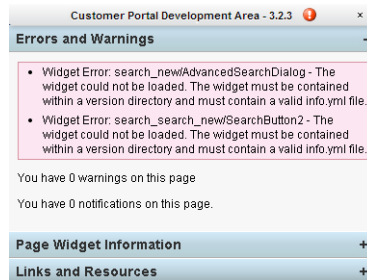 Customer Portal Development Area - 3.2.3 ! ×
Errors and Warnings -
• Widget Error: search_new/AdvancedSearchDialog - The
widget could not be loaded. The widget must be contained
within a version directory and must contain a valid info.yml file.
• Widget Error: search_search_new/SearchButton2 - The
widget could not be loaded. The widget must be contained
within a version directory and must contain a valid info.yml file.
You have 0 warnings on this page
You have 0 notifications on this page.
Page Widget Information +
Links and Resources +